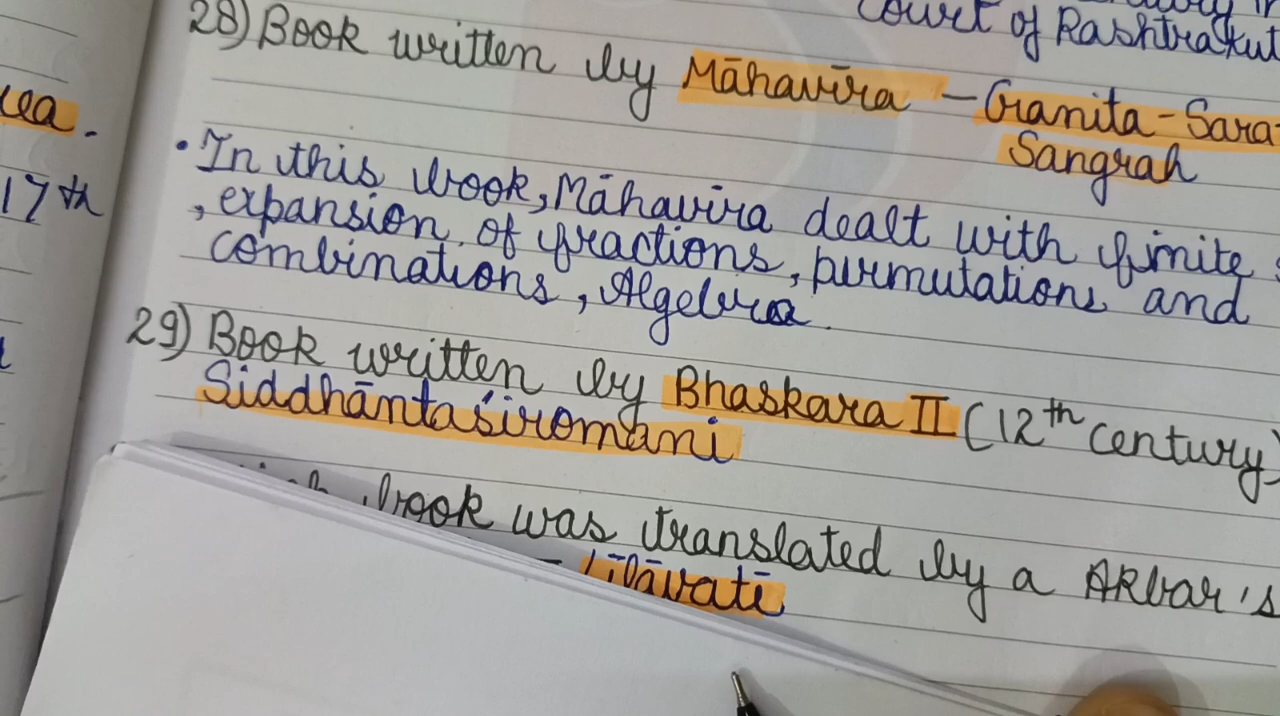 Court of Rashtrakut
28) Book written by Māhavīra – Ganita-Sara-
Sangrah
cea.
• In this book, Māhavīra dealt with finite
17th
, expansion of fractions, permutations and
combinations, Algebra.
29) Book written by Bhaskara II (12th century)
Siddhāntaśiromani
book was translated by a Akbar's
– Līlāvatī